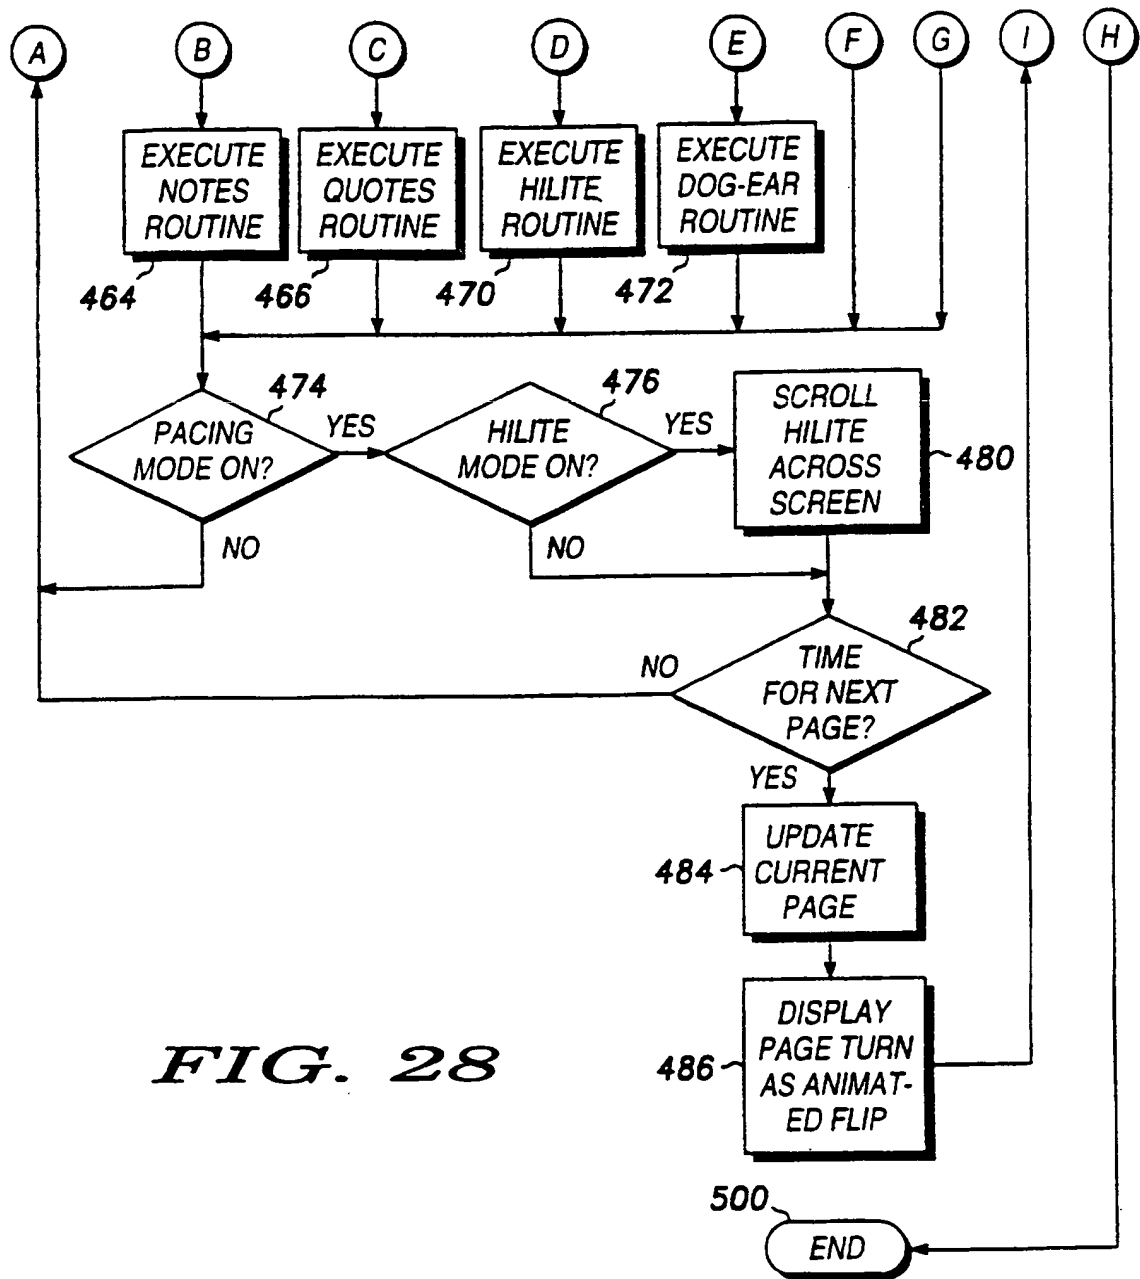 A B C D E F G I H
EXECUTE
NOTES
ROUTINE
464
EXECUTE
QUOTES
ROUTINE
466
EXECUTE
HILITE
ROUTINE
470
EXECUTE
DOG-EAR
ROUTINE
472
PACING
MODE ON?
474
YES
NO
HILITE
MODE ON?
476
YES
NO
SCROLL
HILITE
ACROSS
SCREEN
480
TIME
FOR NEXT
PAGE?
482
NO
YES
UPDATE
CURRENT
PAGE
484
DISPLAY
PAGE TURN
AS ANIMAT-
ED FLIP
486
FIG. 28
500
END